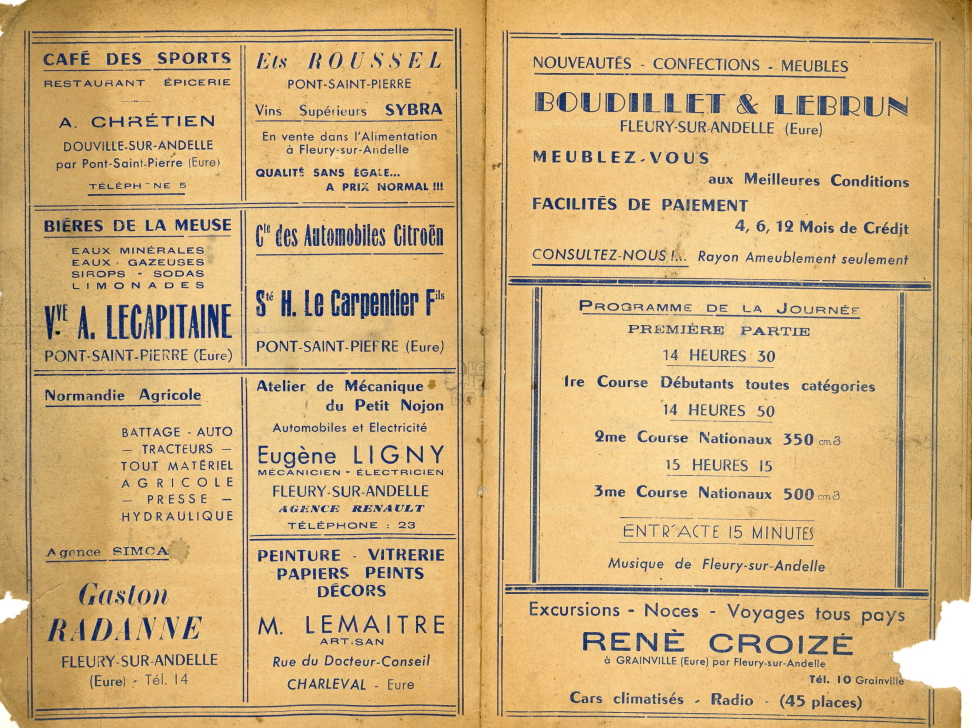 CAFÉ DES SPORTS
RESTAURANT ÉPICERIE
A. CHRÉTIEN
DOUVILLE-SUR-ANDELLE
par Pont-Saint-Pierre (Eure)
TÉLÉPH NE 5
Ets ROUSSEL
PONT-SAINT-PIERRE
Vins Supérieurs SYBRA
En vente dans l'Alimentation
à Fleury-sur-Andelle
QUALITÉ SANS ÉGALE...
A PRIX NORMAL !!!
BIÈRES DE LA MEUSE
EAUX MINÉRALES
EAUX GAZEUSES
SIROPS - SODAS
LIMONADES
Vve A. LECAPITAINE
PONT-SAINT-PIERRE (Eure)
Cie des Automobiles Citroën
Sté H. Le Carpentier Fils
PONT-SAINT-PIERRE (Eure)
Normandie Agricole
BATTAGE - AUTO
— TRACTEURS —
TOUT MATÉRIEL
AGRICOLE
— PRESSE —
HYDRAULIQUE
Agence SIMCA
Gaston
RADANNE
FLEURY-SUR-ANDELLE
(Eure) - Tél. 14
Atelier de Mécanique
du Petit Nojon
Automobiles et Electricité
Eugène LIGNY
MÉCANICIEN - ÉLECTRICIEN
FLEURY-SUR-ANDELLE
AGENCE RENAULT
TÉLÉPHONE : 23
PEINTURE - VITRERIE
PAPIERS PEINTS
DÉCORS
M. LEMAITRE
ARTISAN
Rue du Docteur-Conseil
CHARLEVAL - Eure
NOUVEAUTÉS - CONFECTIONS - MEUBLES
BOUDILLET & LEBRUN
FLEURY-SUR-ANDELLE (Eure)
MEUBLEZ-VOUS
aux Meilleures Conditions
FACILITÉS DE PAIEMENT
4, 6, 12 Mois de Crédit
CONSULTEZ-NOUS !... Rayon Ameublement seulement
PROGRAMME DE LA JOURNÉE
PREMIÈRE PARTIE
14 HEURES 30
1re Course Débutants toutes catégories
14 HEURES 50
2me Course Nationaux 350 cm3
15 HEURES 15
3me Course Nationaux 500 cm3
ENTR'ACTE 15 MINUTES
Musique de Fleury-sur-Andelle
Excursions - Noces - Voyages tous pays
RENÈ CROIZÉ
à GRAINVILLE (Eure) par Fleury-sur-Andelle
Tél. 10 Grainville
Cars climatisés - Radio - (45 places)